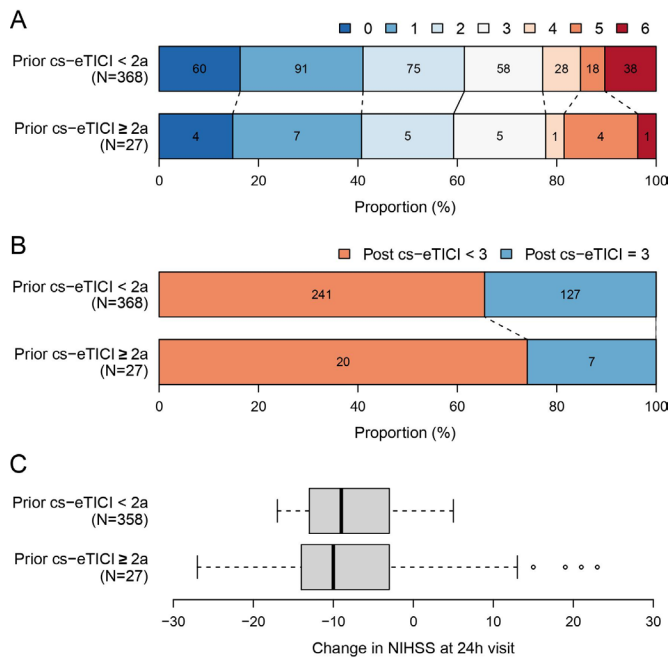 A
0 1 2 3 4 5 6
Prior cs−eTICI < 2a
(N=368)
60 91 75 58 28 18 38
Prior cs−eTICI ≥ 2a
(N=27)
4 7 5 5 1 4 1
0 20 40 60 80 100
Proportion (%)
B
Post cs−eTICI < 3 Post cs−eTICI = 3
Prior cs−eTICI < 2a
(N=368)
241 127
Prior cs−eTICI ≥ 2a
(N=27)
20 7
0 20 40 60 80 100
Proportion (%)
C
Prior cs−eTICI < 2a
(N=358)
Prior cs−eTICI ≥ 2a
(N=27)
−30 −20 −10 0 10 20 30
Change in NIHSS at 24h visit